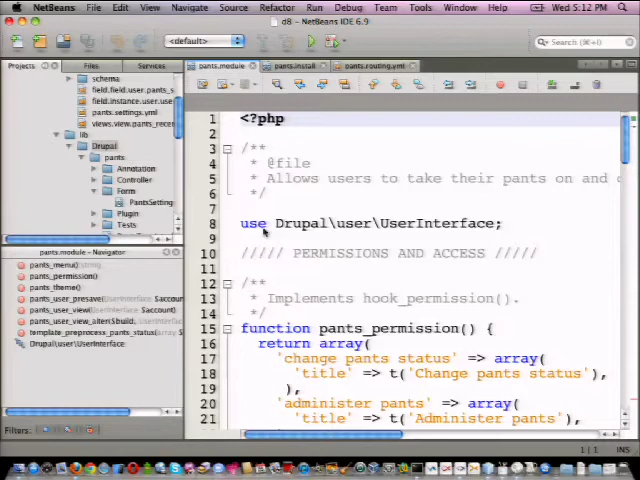 NetBeans File Edit View Navigate Source Refactor Run Debug Team Tools Window Help Wed 5:12 PM
d8 – NetBeans IDE 6.9
<default>
Search (⌘+I)
Projects Files Services
pants.module pants.install pants.routing.yml
schema
field.field.user.pants_s
field.instance.user.use
pants.settings.yml
views.view.pants_recen
lib
Drupal
pants
Annotation
Controller
Form
PantsSetting
Plugin
Tests
pants.module – Navigator
pants_menu()
pants_permission()
pants_theme()
pants_user_presave(UserInterface $account
pants_user_view(UserInterface $account
pants_user_view_alter($build,
template_preprocess_pants_status(
Drupal\user\UserInterface
Filters:
1 <?php
2
3 /**
4 * @file
5 * Allows users to take their pants on and o
6 */
7
8 use Drupal\user\UserInterface;
9
10 ///// PERMISSIONS AND ACCESS /////
11
12 /**
13 * Implements hook_permission().
14 */
15 function pants_permission() {
16 return array(
17 'change pants status' => array(
18 'title' => t('Change pants status'),
19 ),
20 'administer pants' => array(
21 'title' => t('Administer pants'),
1 | 1 INS